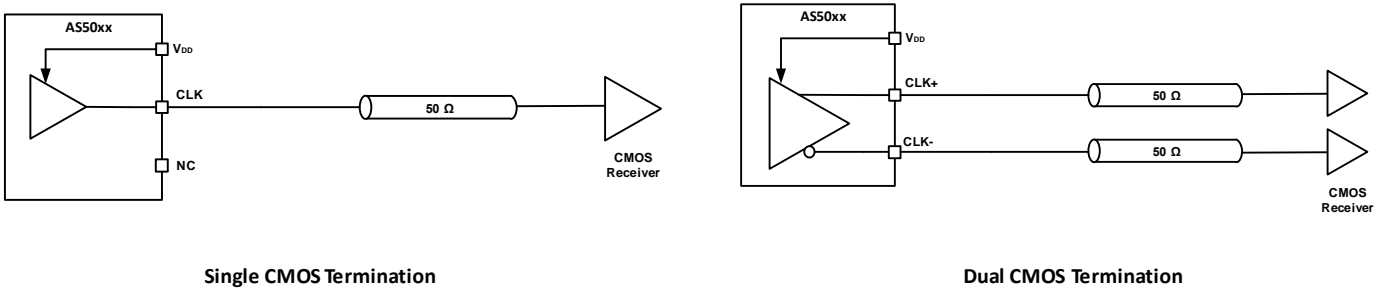 AS50xx
VDD
CLK
50 Ω
NC
CMOS
Receiver
Single CMOS Termination
AS50xx
VDD
CLK+
50 Ω
CLK-
50 Ω
CMOS
Receiver
Dual CMOS Termination